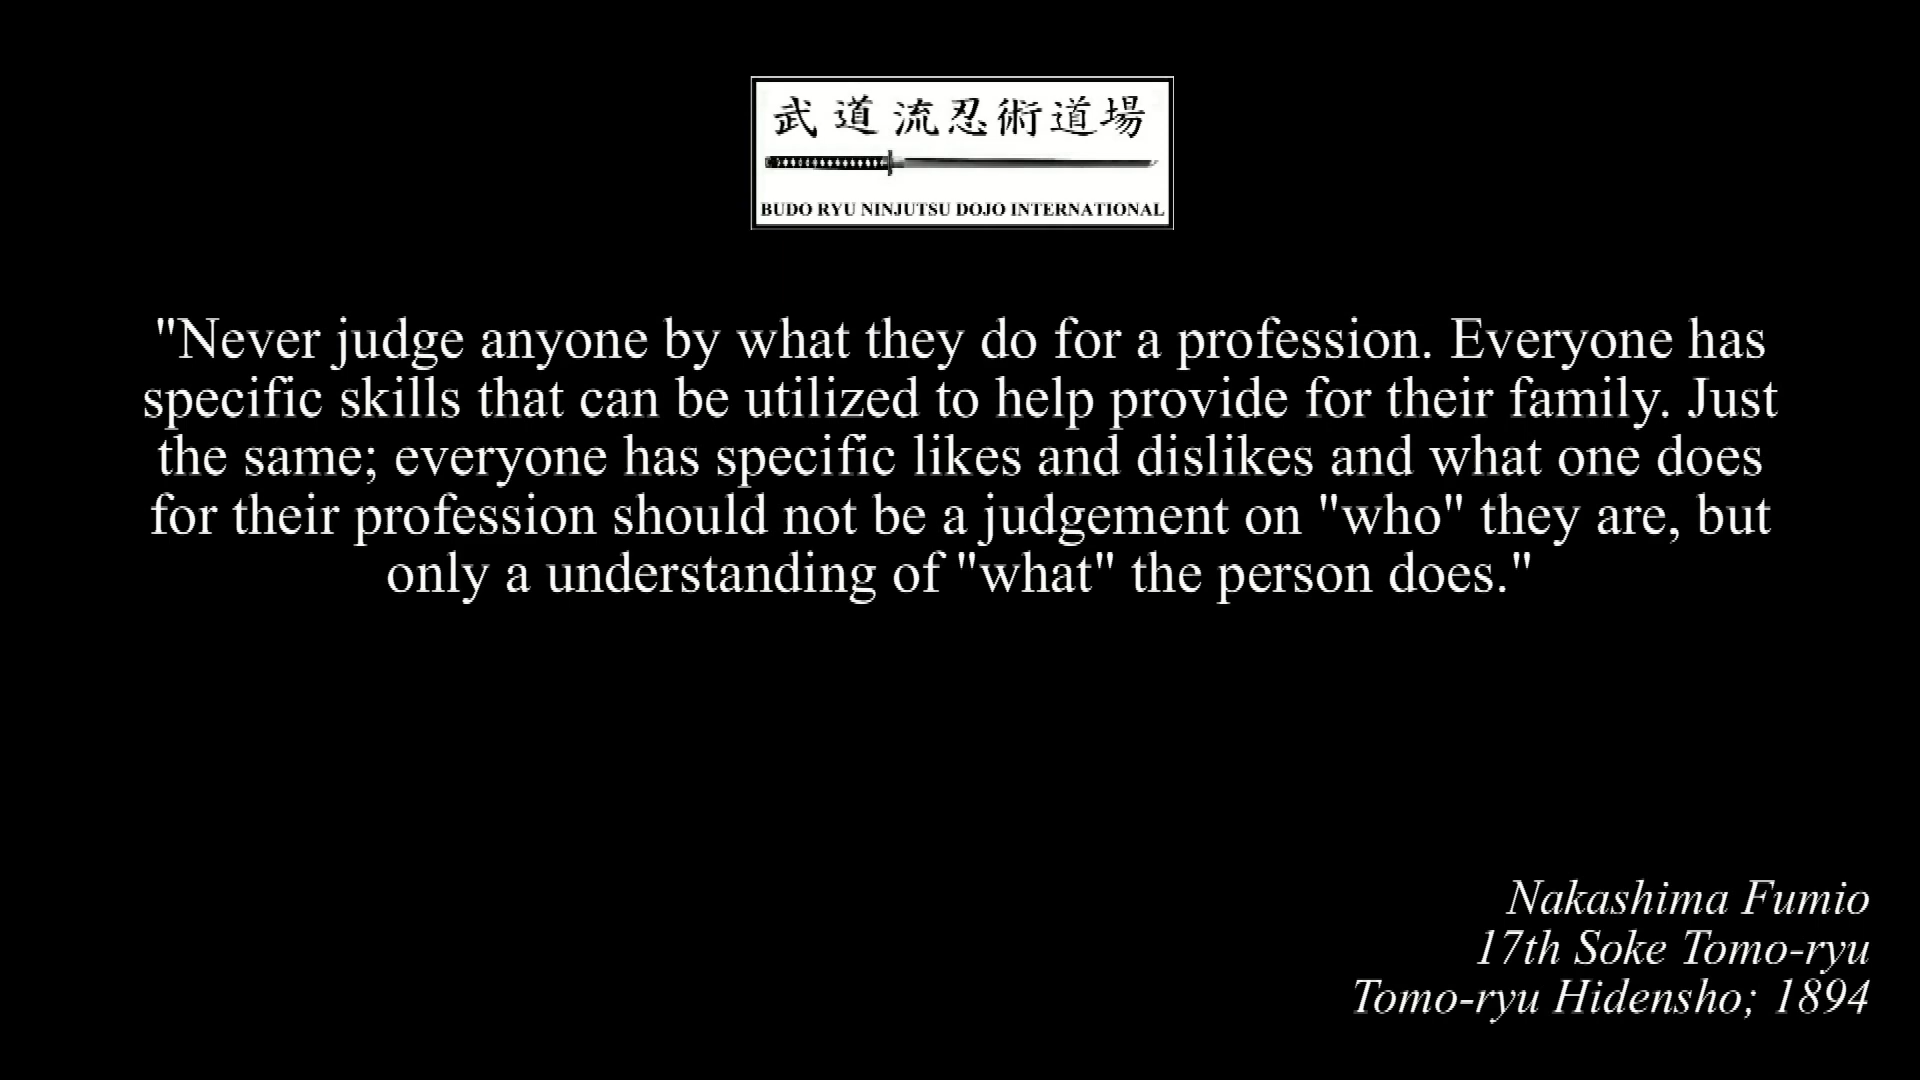 武道流忍術道場
BUDO RYU NINJUTSU DOJO INTERNATIONAL
"Never judge anyone by what they do for a profession. Everyone has
specific skills that can be utilized to help provide for their family. Just
the same; everyone has specific likes and dislikes and what one does
for their profession should not be a judgement on "who" they are, but
only a understanding of "what" the person does."
Nakashima Fumio
17th Soke Tomo-ryu
Tomo-ryu Hidensho; 1894